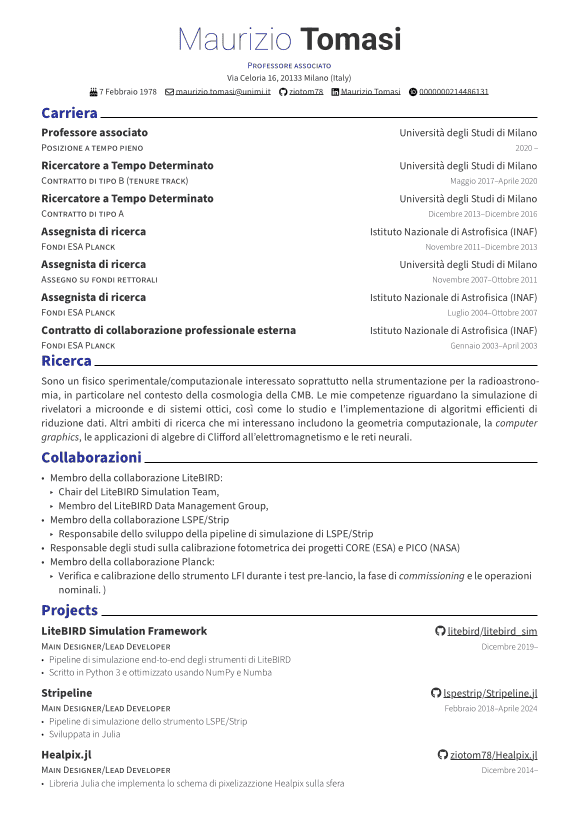 Maurizio Tomasi
Professore associato
Via Celoria 16, 20133 Milano (Italy)
7 Febbraio 1978 maurizio.tomasi@unimi.it ziotom78 Maurizio Tomasi 0000000214486131
Carriera
Professore associato Università degli Studi di Milano
Posizione a tempo pieno 2020 –
Ricercatore a Tempo Determinato Università degli Studi di Milano
Contratto di tipo B (tenure track) Maggio 2017–Aprile 2020
Ricercatore a Tempo Determinato Università degli Studi di Milano
Contratto di tipo A Dicembre 2013–Dicembre 2016
Assegnista di ricerca Istituto Nazionale di Astrofisica (INAF)
Fondi ESA Planck Novembre 2011–Dicembre 2013
Assegnista di ricerca Università degli Studi di Milano
Assegno su fondi rettorali Novembre 2007–Ottobre 2011
Assegnista di ricerca Istituto Nazionale di Astrofisica (INAF)
Fondi ESA Planck Luglio 2004–Ottobre 2007
Contratto di collaborazione professionale esterna Istituto Nazionale di Astrofisica (INAF)
Fondi ESA Planck Gennaio 2003–April 2003
Ricerca
Sono un fisico sperimentale/computazionale interessato soprattutto nella strumentazione per la radioastrono-
mia, in particolare nel contesto della cosmologia della CMB. Le mie competenze riguardano la simulazione di
rivelatori a microonde e di sistemi ottici, così come lo studio e l'implementazione di algoritmi efficienti di
riduzione dati. Altri ambiti di ricerca che mi interessano includono la geometria computazionale, la computer
graphics, le applicazioni di algebre di Clifford all'elettromagnetismo e le reti neurali.
Collaborazioni
• Membro della collaborazione LiteBIRD:
‣ Chair del LiteBIRD Simulation Team,
‣ Membro del LiteBIRD Data Management Group,
• Membro della collaborazione LSPE/Strip
‣ Responsabile dello sviluppo della pipeline di simulazione di LSPE/Strip
• Responsable degli studi sulla calibrazione fotometrica dei progetti CORE (ESA) e PICO (NASA)
• Membro della collaborazione Planck:
‣ Verifica e calibrazione dello strumento LFI durante i test pre-lancio, la fase di commissioning e le operazioni
nominali. )
Projects
LiteBIRD Simulation Framework litebird/litebird_sim
Main Designer/Lead Developer Dicembre 2019–
• Pipeline di simulazione end-to-end degli strumenti di LiteBIRD
• Scritto in Python 3 e ottimizzato usando NumPy e Numba
Stripeline lspestrip/Stripeline.jl
Main Designer/Lead Developer Febbraio 2018–Aprile 2024
• Pipeline di simulazione dello strumento LSPE/Strip
• Sviluppata in Julia
Healpix.jl ziotom78/Healpix.jl
Main Designer/Lead Developer Dicembre 2014–
• Libreria Julia che implementa lo schema di pixelizazzione Healpix sulla sfera